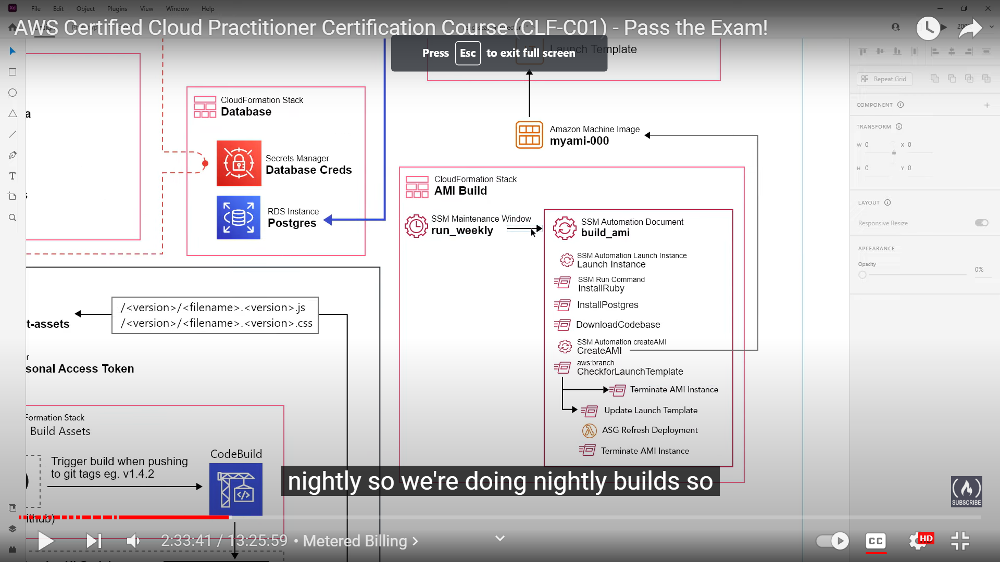 File Edit Object Plugins View Window Help
AWS Certified Cloud Practitioner Certification Course (CLF-C01) - Pass the Exam!
Press Esc to exit full screen
Launch Template
Repeat Grid
COMPONENT
TRANSFORM
W 0 X 0
H 0 Y 0
LAYOUT
Responsive Resize
APPEARANCE
Opacity
0%
a
CloudFormation Stack
Database
Secrets Manager
Database Creds
RDS Instance
Postgres
Amazon Machine Image
myami-000
CloudFormation Stack
AMI Build
SSM Maintenance Window
run_weekly
SSM Automation Document
build_ami
SSM Automation Launch Instance
Launch Instance
SSM Run Command
InstallRuby
InstallPostgres
DownloadCodebase
SSM Automation createAMI
CreateAMI
aws:branch
CheckforLaunchTemplate
Terminate AMI Instance
Update Launch Template
ASG Refresh Deployment
Terminate AMI Instance
/<version>/<filename>.<version>.js
/<version>/<filename>.<version>.css
t-assets
r
sonal Access Token
Formation Stack
Build Assets
CodeBuild
Trigger build when pushing
to git tags eg. v1.4.2
ithub)
nightly so we're doing nightly builds so
SUBSCRIBE
2:33:41 / 13:25:59 • Metered Billing
CC
HD